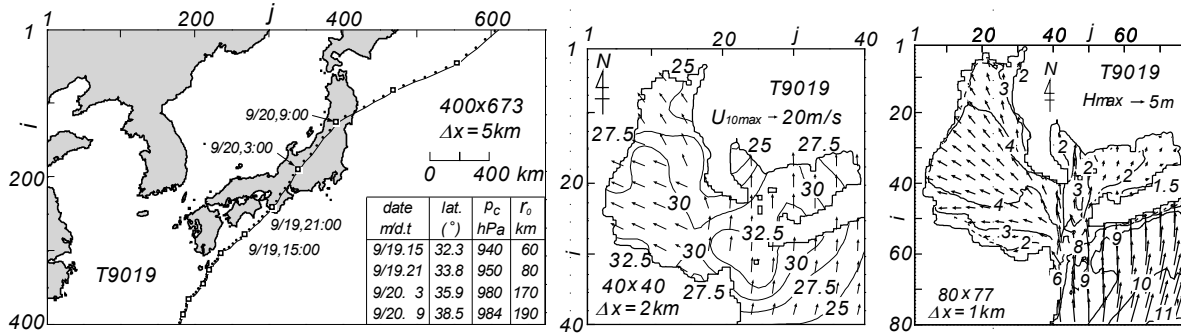 1 200 j 400 600
1
200
400
i
9/20,9:00
9/20,3:00
9/19,21:00
9/19,15:00
T9019
400x673
Δx=5km
0 400 km
date lat. pc r0
m/d.t (°) hPa km
9/19.15 32.3 940 60
9/19.21 33.8 950 80
9/20. 3 35.9 980 170
9/20. 9 38.5 984 190
1 20 j 40
1
20
i
40
N
25
T9019
U10max → 20m/s
27.5
25
27.5
30
30
32.5
30
30
32.5
27.5
27.5
25
40x40
Δx=2km
1 20 40 j 60
1
20
40
i
60
80
N
2
3
T9019
Hmax → 5m
4
2
2
2
3
1.5
4
3
2
8
9
6
9
10
11
80x77
Δx=1km